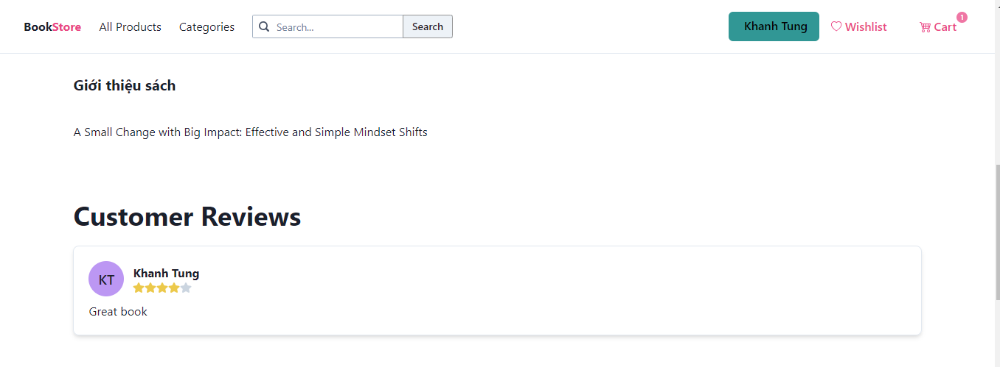 BookStore All Products Categories Search... Search Khanh Tung Wishlist Cart 1
Giới thiệu sách
A Small Change with Big Impact: Effective and Simple Mindset Shifts
Customer Reviews
KT Khanh Tung
Great book